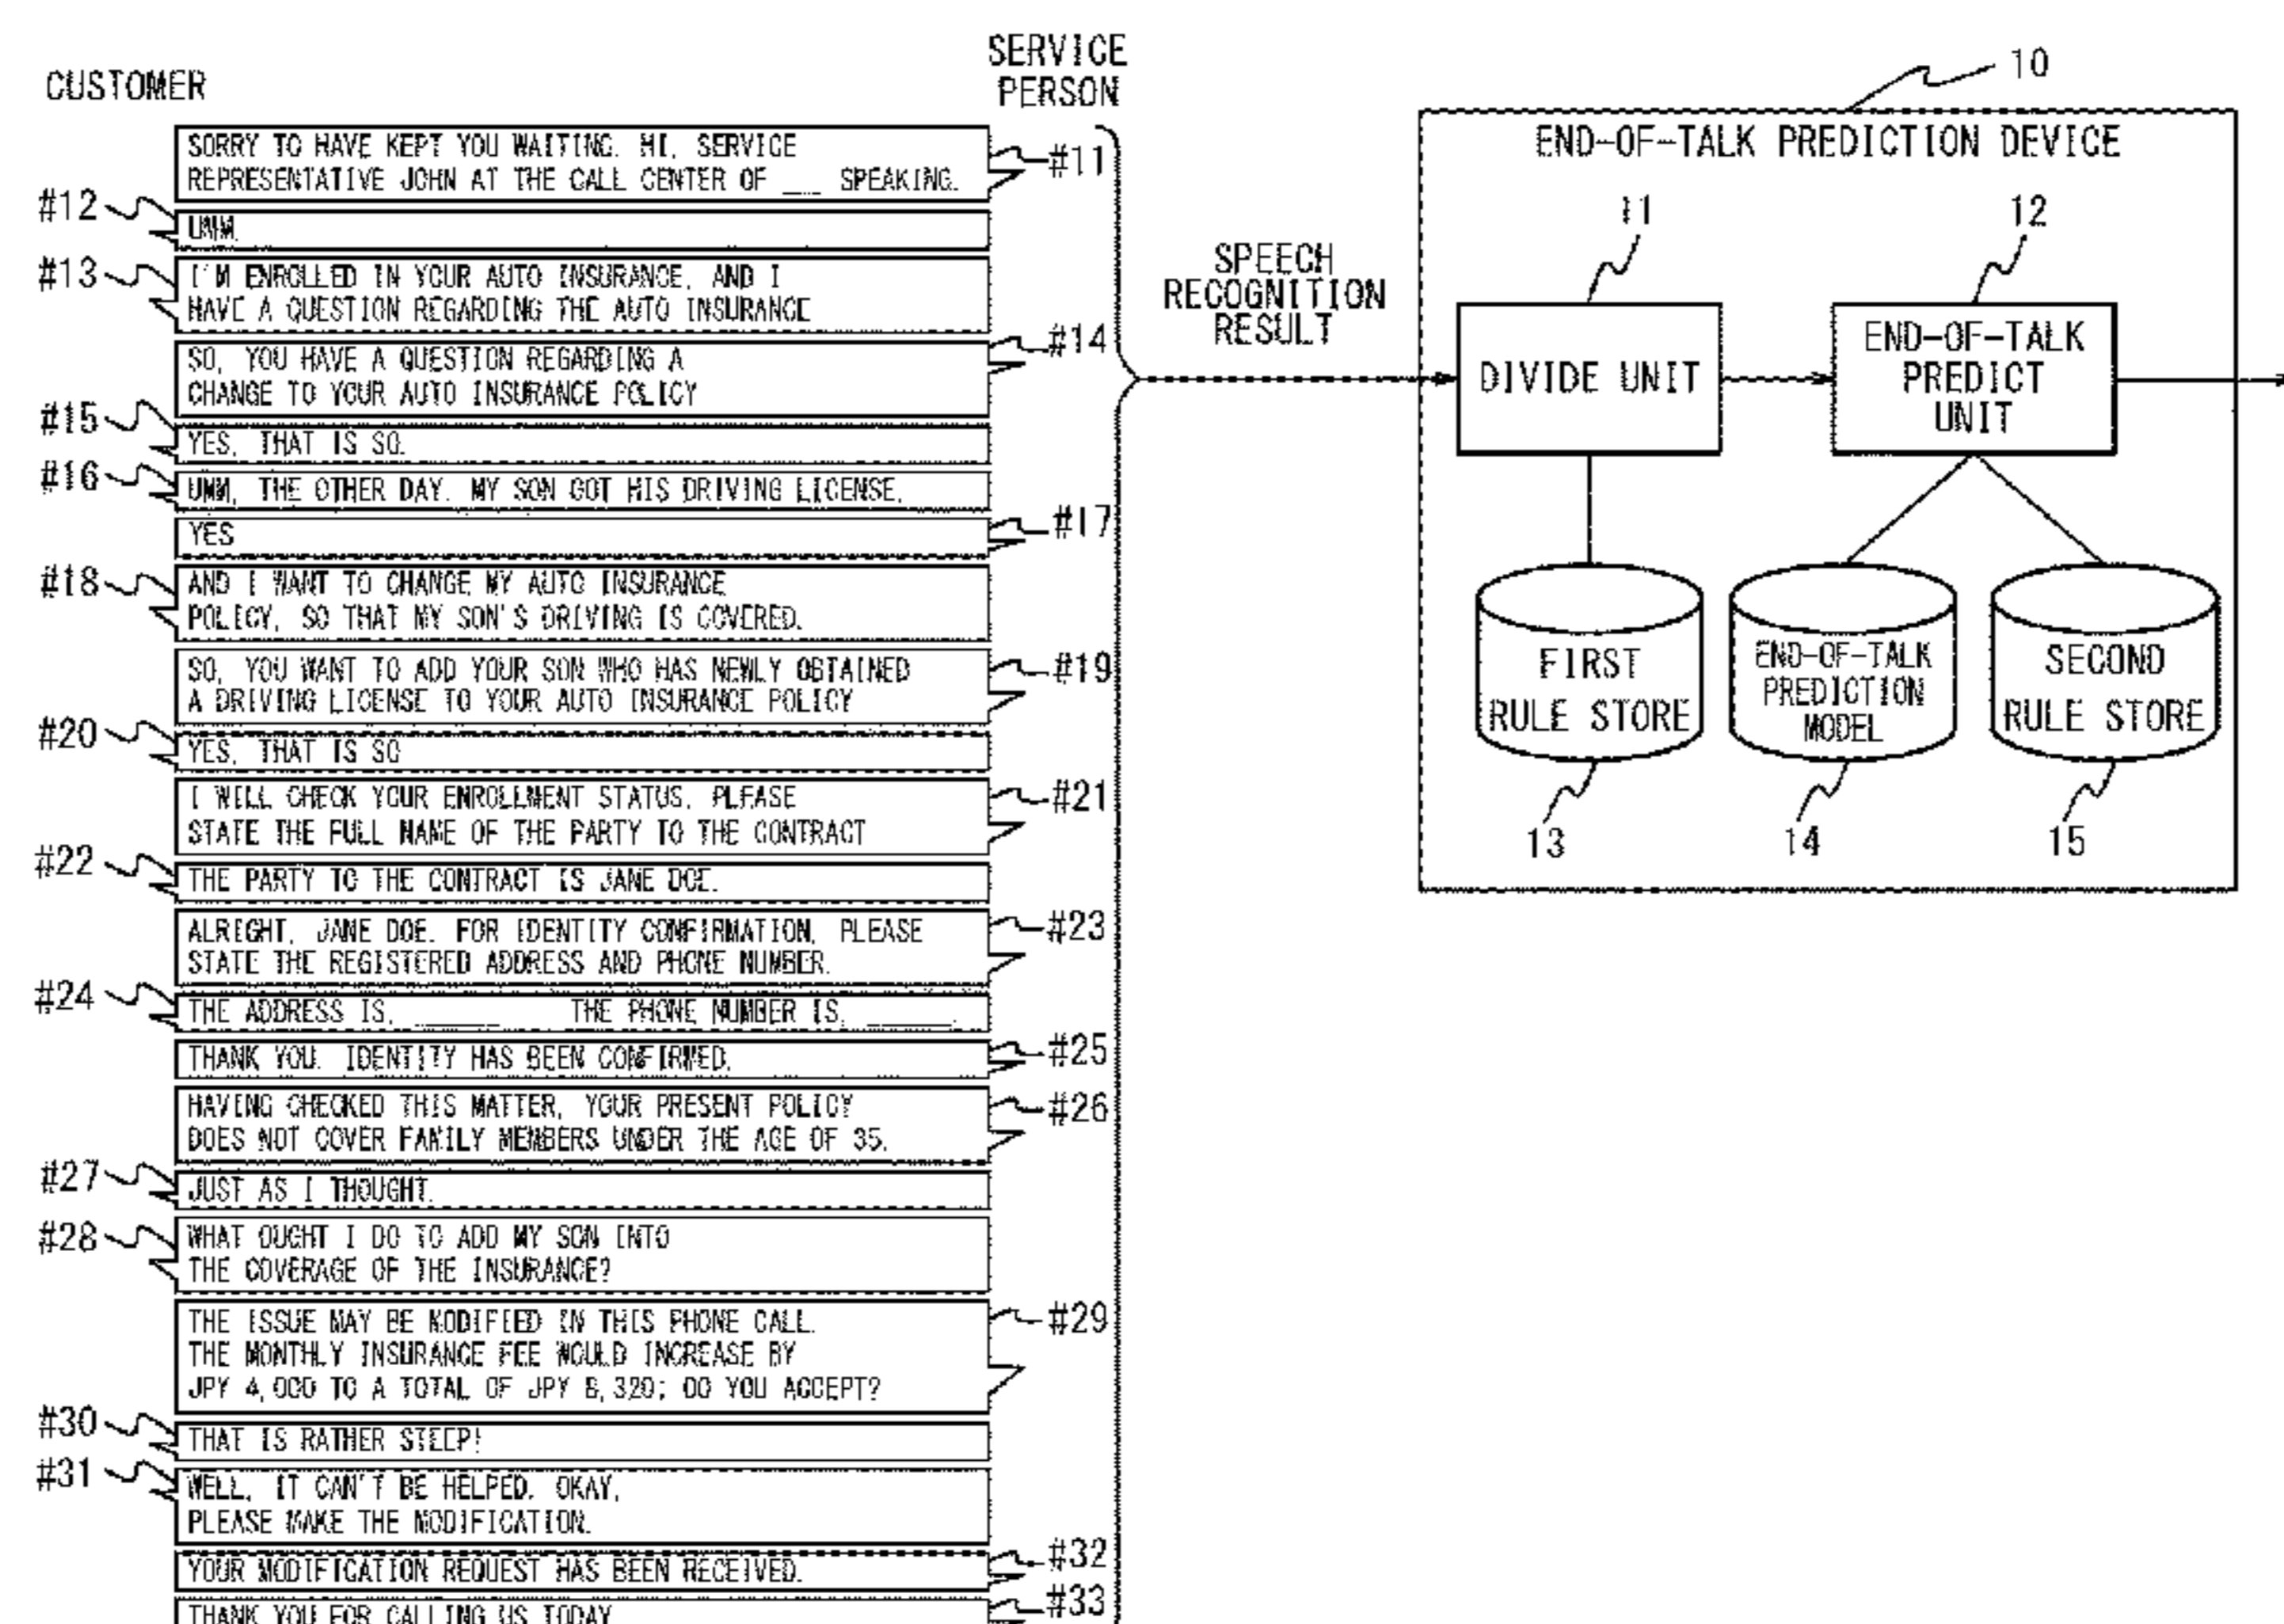 CUSTOMER
SERVICE
PERSON
SORRY TO HAVE KEPT YOU WAITING. HI, SERVICE
REPRESENTATIVE JOHN AT THE CALL CENTER OF ___ SPEAKING.
#11
#12
UMM.
#13
I'M ENROLLED IN YOUR AUTO INSURANCE, AND I
HAVE A QUESTION REGARDING THE AUTO INSURANCE
SO, YOU HAVE A QUESTION REGARDING A
CHANGE TO YOUR AUTO INSURANCE POLICY
#14
#15
YES, THAT IS SO.
#16
UMM, THE OTHER DAY. MY SON GOT HIS DRIVING LICENSE.
YES
#17
#18
AND I WANT TO CHANGE MY AUTO INSURANCE
POLICY, SO THAT MY SON'S DRIVING IS COVERED.
SO, YOU WANT TO ADD YOUR SON WHO HAS NEWLY OBTAINED
A DRIVING LICENSE TO YOUR AUTO INSURANCE POLICY
#19
#20
YES, THAT IS SO
I WILL CHECK YOUR ENROLLMENT STATUS. PLEASE
STATE THE FULL NAME OF THE PARTY TO THE CONTRACT
#21
#22
THE PARTY TO THE CONTRACT IS JANE DOE.
ALRIGHT, JANE DOE. FOR IDENTITY CONFIRMATION, PLEASE
STATE THE REGISTERED ADDRESS AND PHONE NUMBER.
#23
#24
THE ADDRESS IS, ______ THE PHONE NUMBER IS, ______.
THANK YOU. IDENTITY HAS BEEN CONFIRMED.
#25
HAVING CHECKED THIS MATTER, YOUR PRESENT POLICY
DOES NOT COVER FAMILY MEMBERS UNDER THE AGE OF 35.
#26
#27
JUST AS I THOUGHT.
#28
WHAT OUGHT I DO TO ADD MY SON INTO
THE COVERAGE OF THE INSURANCE?
THE ISSUE MAY BE MODIFIED IN THIS PHONE CALL.
THE MONTHLY INSURANCE FEE WOULD INCREASE BY
JPY 4,000 TO A TOTAL OF JPY 8,320; DO YOU ACCEPT?
#29
#30
THAT IS RATHER STEEP!
#31
WELL, IT CAN'T BE HELPED. OKAY,
PLEASE MAKE THE MODIFICATION.
YOUR MODIFICATION REQUEST HAS BEEN RECEIVED.
#32
THANK YOU FOR CALLING US TODAY
#33
SPEECH
RECOGNITION
RESULT
10
END-OF-TALK PREDICTION DEVICE
11
12
DIVIDE UNIT
END-OF-TALK
PREDICT
UNIT
FIRST
RULE STORE
END-OF-TALK
PREDICTION
MODEL
SECOND
RULE STORE
13
14
15